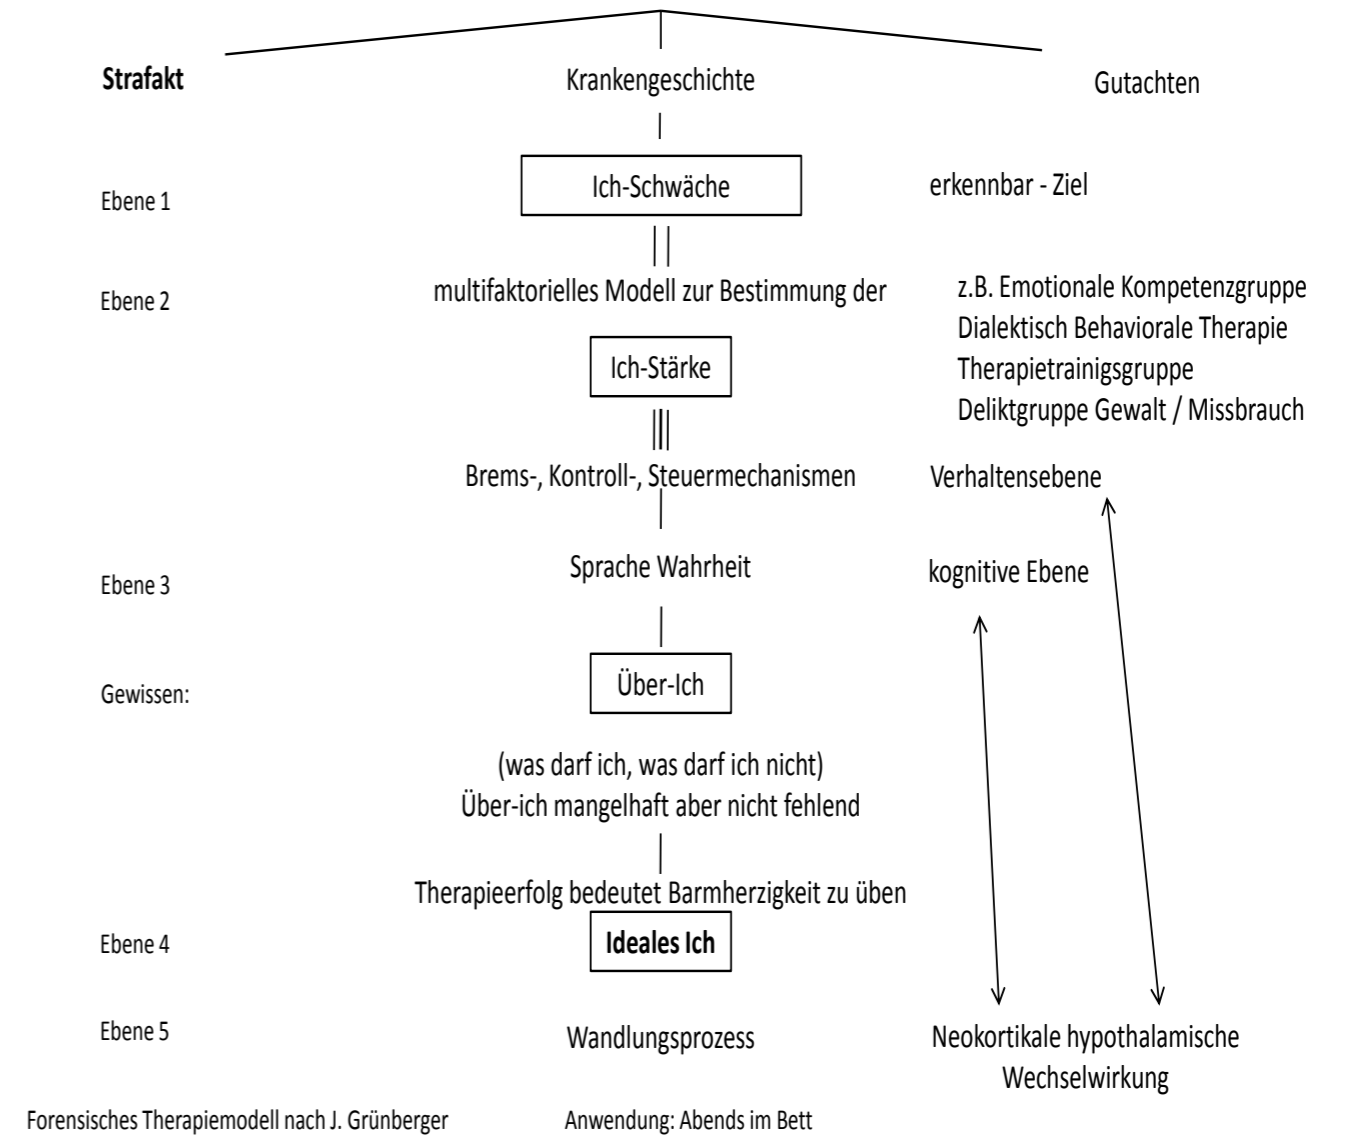 Strafakt Krankengeschichte Gutachten
Ebene 1 Ich-Schwäche erkennbar - Ziel
Ebene 2 multifaktorielles Modell zur Bestimmung der z.B. Emotionale Kompetenzgruppe
Dialektisch Behaviorale Therapie
Ich-Stärke Therapietrainigsgruppe
Deliktgruppe Gewalt / Missbrauch
Brems-, Kontroll-, Steuermechanismen Verhaltensebene
Ebene 3 Sprache Wahrheit kognitive Ebene
Gewissen: Über-Ich
(was darf ich, was darf ich nicht)
Über-ich mangelhaft aber nicht fehlend
Therapieerfolg bedeutet Barmherzigkeit zu üben
Ebene 4 Ideales Ich
Ebene 5 Wandlungsprozess Neokortikale hypothalamische
Wechselwirkung
Forensisches Therapiemodell nach J. Grünberger Anwendung: Abends im Bett